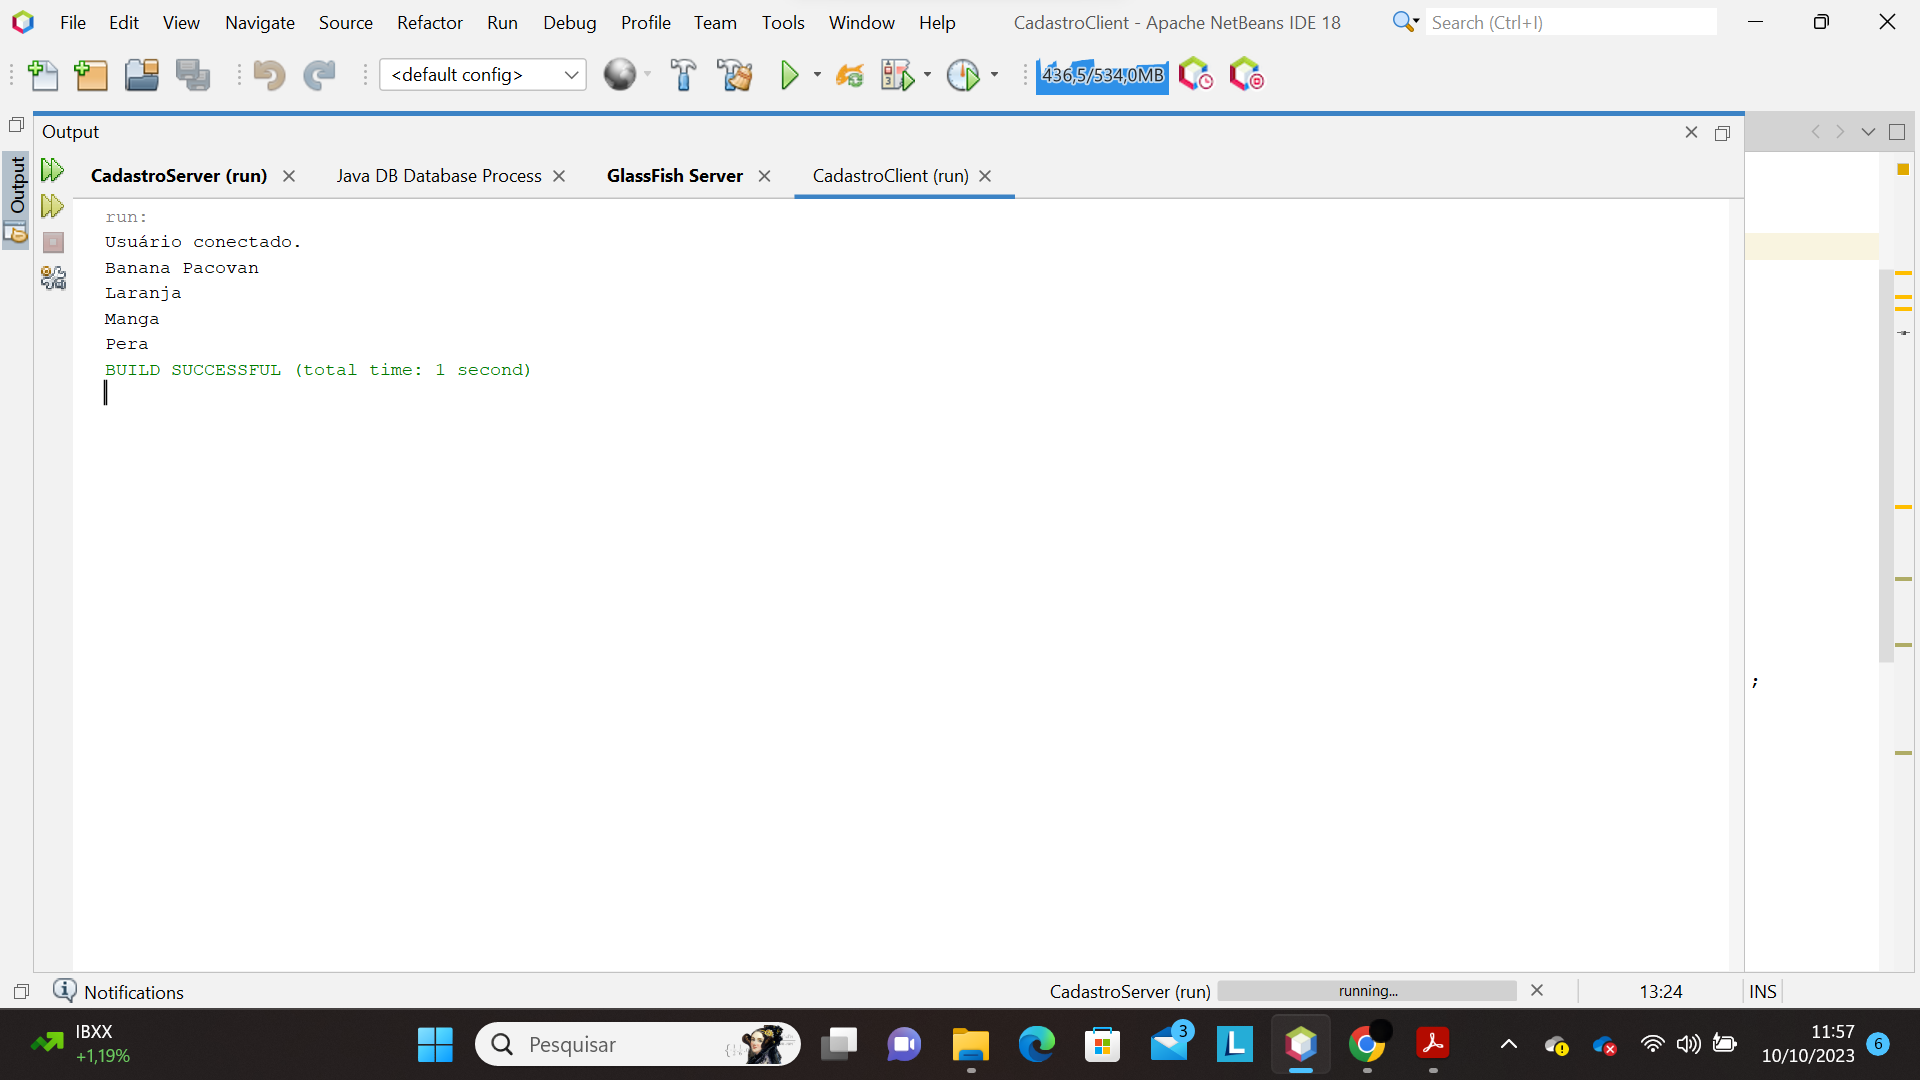 File Edit View Navigate Source Refactor Run Debug Profile Team Tools Window Help CadastroClient - Apache NetBeans IDE 18 Search (Ctrl+I)
<default config> 436,5/534,0MB
Output
Output
CadastroServer (run) Java DB Database Process GlassFish Server CadastroClient (run)
run:
Usuário conectado.
Banana Pacovan
Laranja
Manga
Pera
BUILD SUCCESSFUL (total time: 1 second)
;
Notifications CadastroServer (run) running... 13:24 INS
IBXX
+1,19%
Pesquisar
3
L
11:57
10/10/2023
6